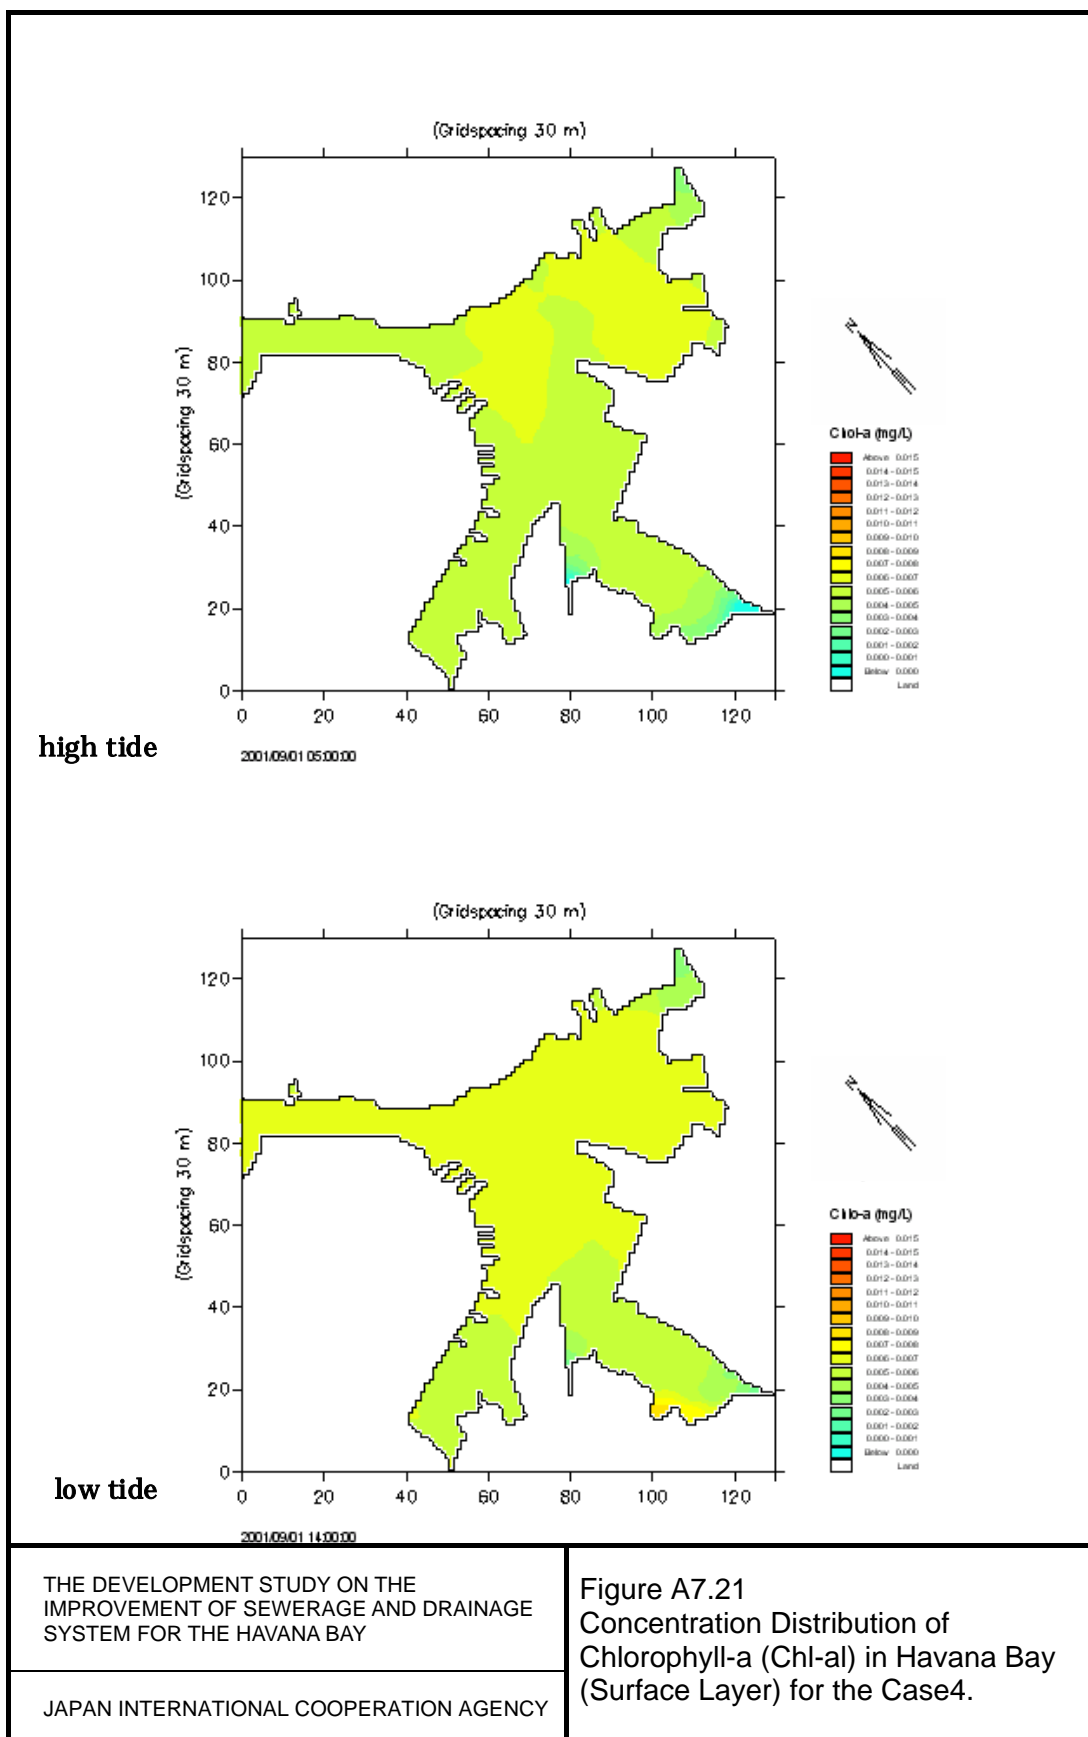 (Gridspacing 30 m)
120
100
80
60
40
20
0
(Gridspacing 30 m)
0 20 40 60 80 100 120
2001/09/01 05:00:00
high tide
N
Chlol-a (mg/L)
Above 0.015
0.014 - 0.015
0.013 - 0.014
0.012 - 0.013
0.011 - 0.012
0.010 - 0.011
0.009 - 0.010
0.008 - 0.009
0.007 - 0.008
0.006 - 0.007
0.005 - 0.006
0.004 - 0.005
0.003 - 0.004
0.002 - 0.003
0.001 - 0.002
0.000 - 0.001
Below 0.000
Land
(Gridspacing 30 m)
120
100
80
60
40
20
0
(Gridspacing 30 m)
0 20 40 60 80 100 120
2001/09/01 14:00:00
low tide
N
Chlo-a (mg/L)
Above 0.015
0.014 - 0.015
0.013 - 0.014
0.012 - 0.013
0.011 - 0.012
0.010 - 0.011
0.009 - 0.010
0.008 - 0.009
0.007 - 0.008
0.006 - 0.007
0.005 - 0.006
0.004 - 0.005
0.003 - 0.004
0.002 - 0.003
0.001 - 0.002
0.000 - 0.001
Below 0.000
Land
THE DEVELOPMENT STUDY ON THE
IMPROVEMENT OF SEWERAGE AND DRAINAGE
SYSTEM FOR THE HAVANA BAY
JAPAN INTERNATIONAL COOPERATION AGENCY
Figure A7.21
Concentration Distribution of
Chlorophyll-a (Chl-al) in Havana Bay
(Surface Layer) for the Case4.